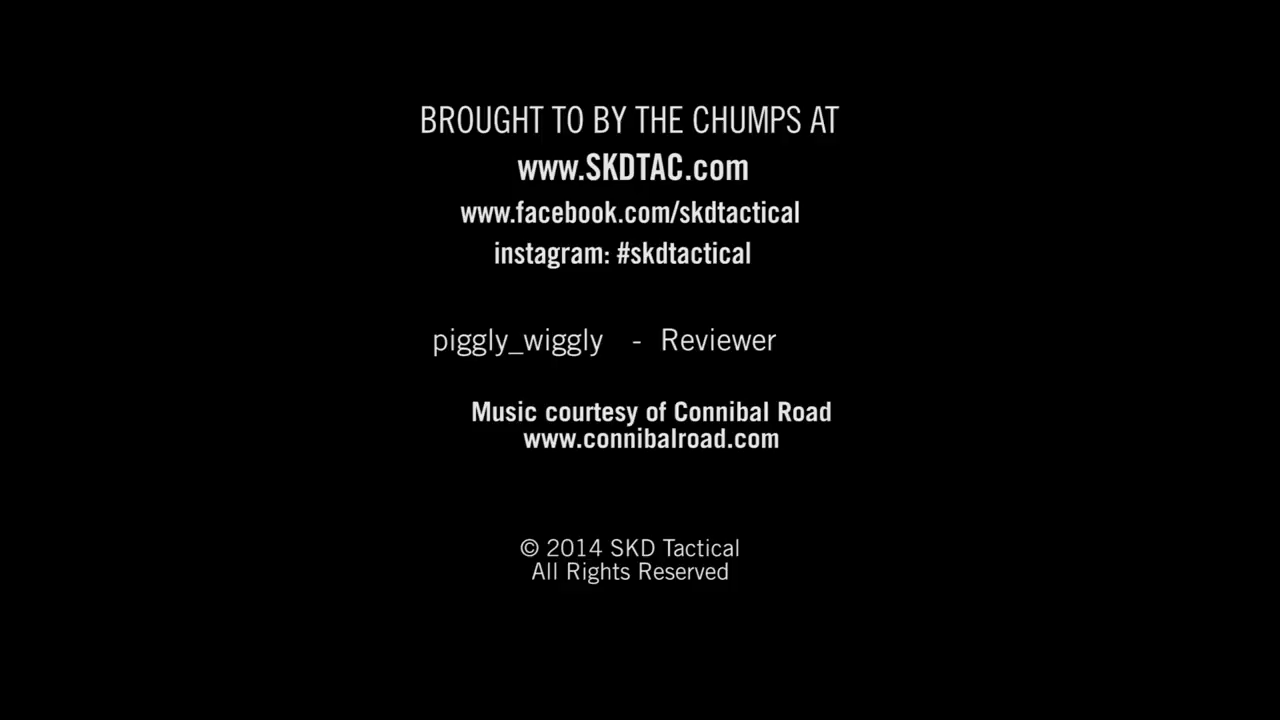 BROUGHT TO BY THE CHUMPS AT
www.SKDTAC.com
www.facebook.com/skdtactical
instagram: #skdtactical
piggly_wiggly - Reviewer
Music courtesy of Connibal Road
www.connibalroad.com
© 2014 SKD Tactical
All Rights Reserved